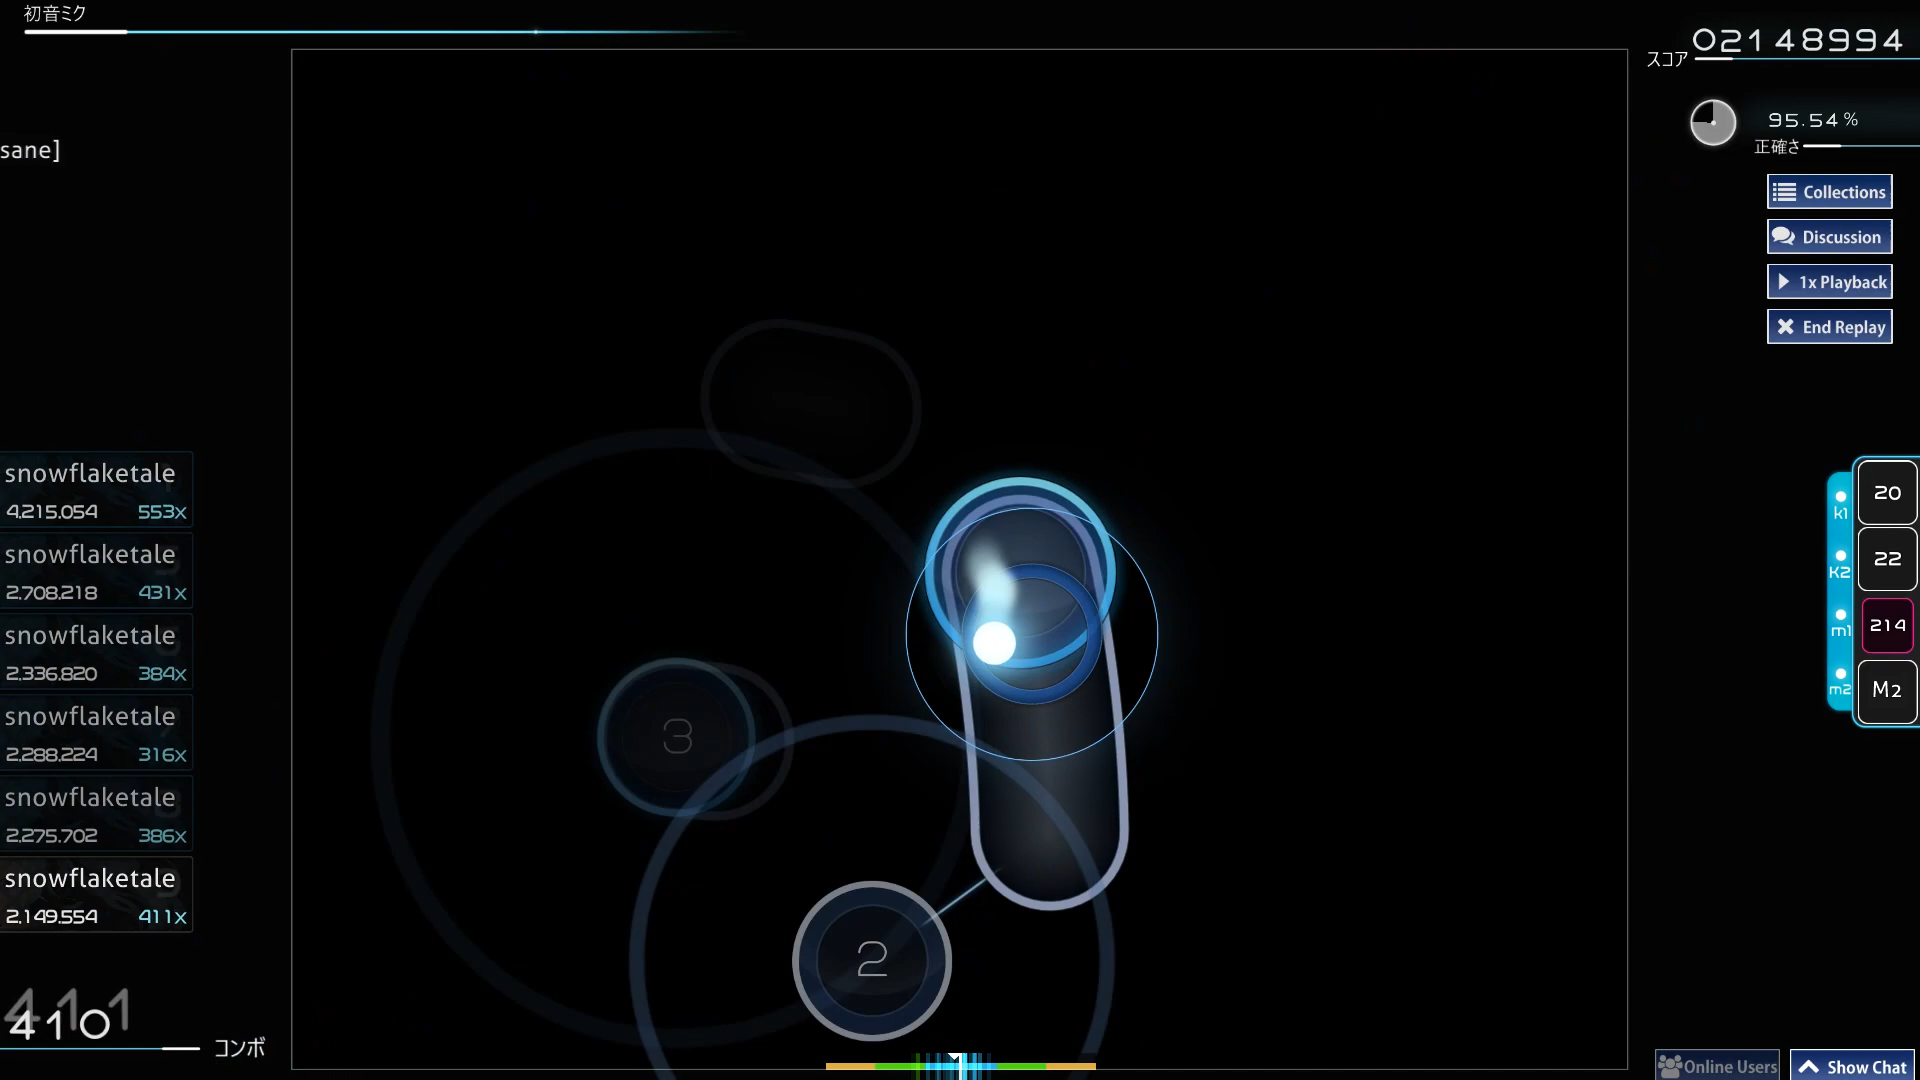 初音ミク
02148994
スコア
95.54%
正確さ
sane]
Collections
Discussion
1x Playback
End Replay
snowflaketale
4,215,054 553x
snowflaketale
2,708,218 431x
snowflaketale
2,336,820 384x
snowflaketale
2,288,224 316x
snowflaketale
2,275,702 386x
snowflaketale
2,149,554 411x
k1 20
K2 22
m1 214
m2 M2
3
2
411
410
コンボ
Online Users
Show Chat